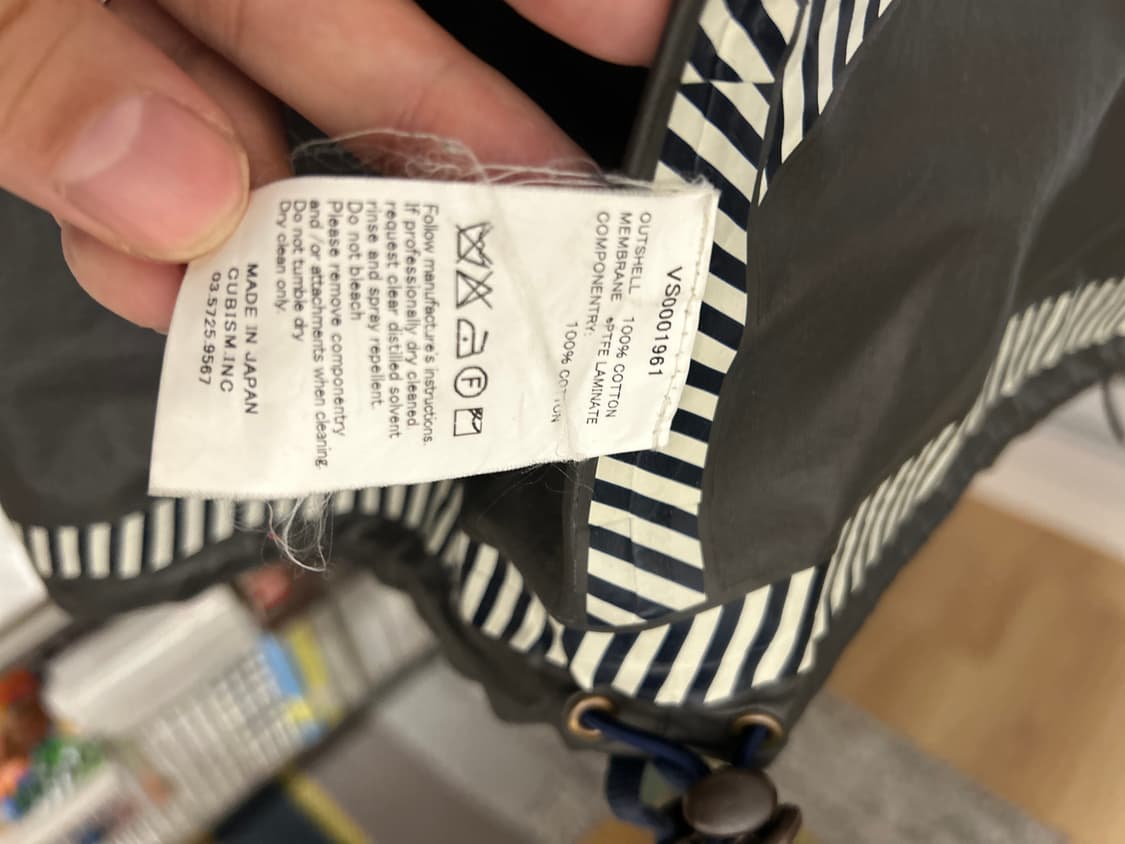 VS0001961
OUTSHELL 100% COTTON
MEMBRANE ePTFE LAMINATE
COMPONENTRY:
100% COTTON
F
Follow manufacture's instructions.
If professionally dry cleaned
request clear distilled solvent
rinse and spray repellent.
Do not bleach
Please remove componentry
and /or attachments when cleaning.
Do not tumble dry
Dry clean only.
MADE IN JAPAN
CUBISM.INC
03.5725.9567